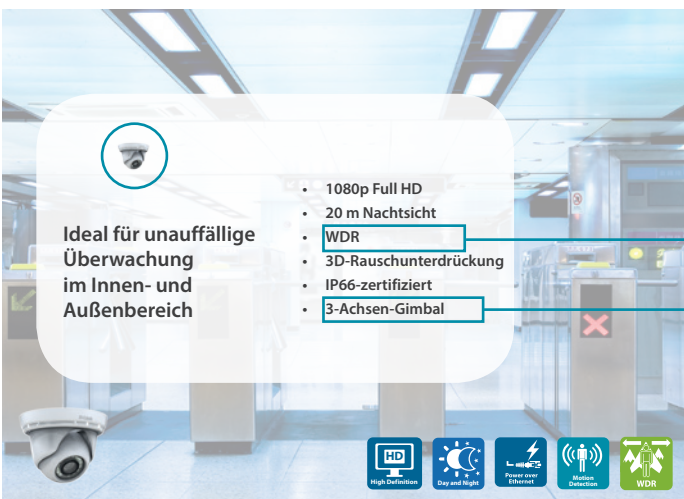 Ideal für unauffällige
Überwachung
im Innen- und
Außenbereich
• 1080p Full HD
• 20 m Nachtsicht
• WDR
• 3D-Rauschunterdrückung
• IP66-zertifiziert
• 3-Achsen-Gimbal
HD
High Definition
Day and Night
Power over
Ethernet
Motion
Detection
WDR